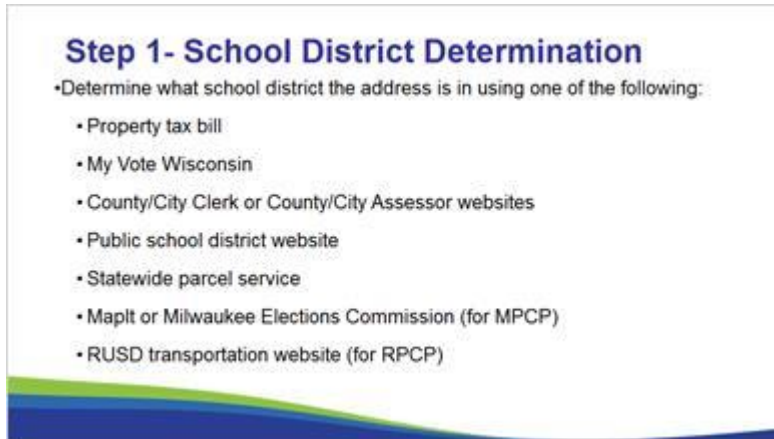 Step 1- School District Determination
•Determine what school district the address is in using one of the following:
• Property tax bill
• My Vote Wisconsin
• County/City Clerk or County/City Assessor websites
• Public school district website
• Statewide parcel service
• MapIt or Milwaukee Elections Commission (for MPCP)
• RUSD transportation website (for RPCP)